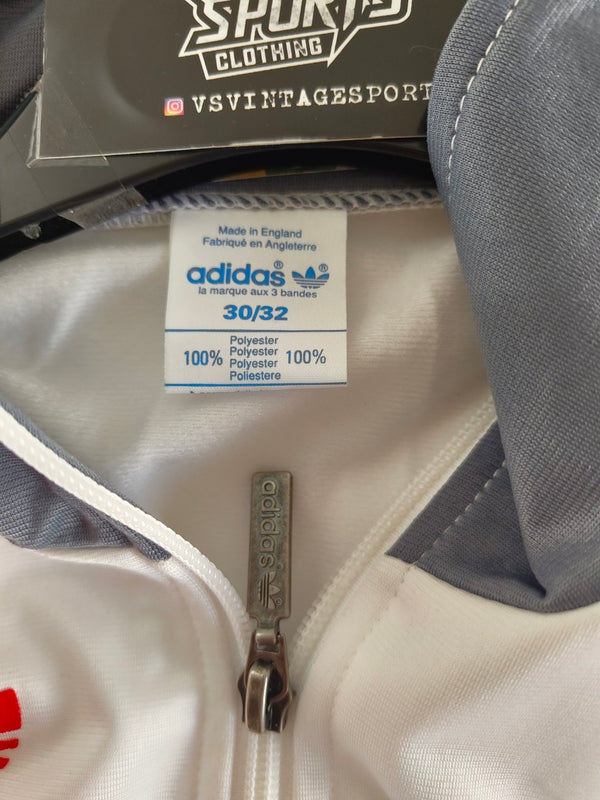 SPORTS
CLOTHING
VSVINTAGESPORT
Made in England
Fabriqué en Angleterre
adidas®®
la marque aux 3 bandes
30/32
Polyester
100% Polyester 100%
Polyester
Poliestere
adidas